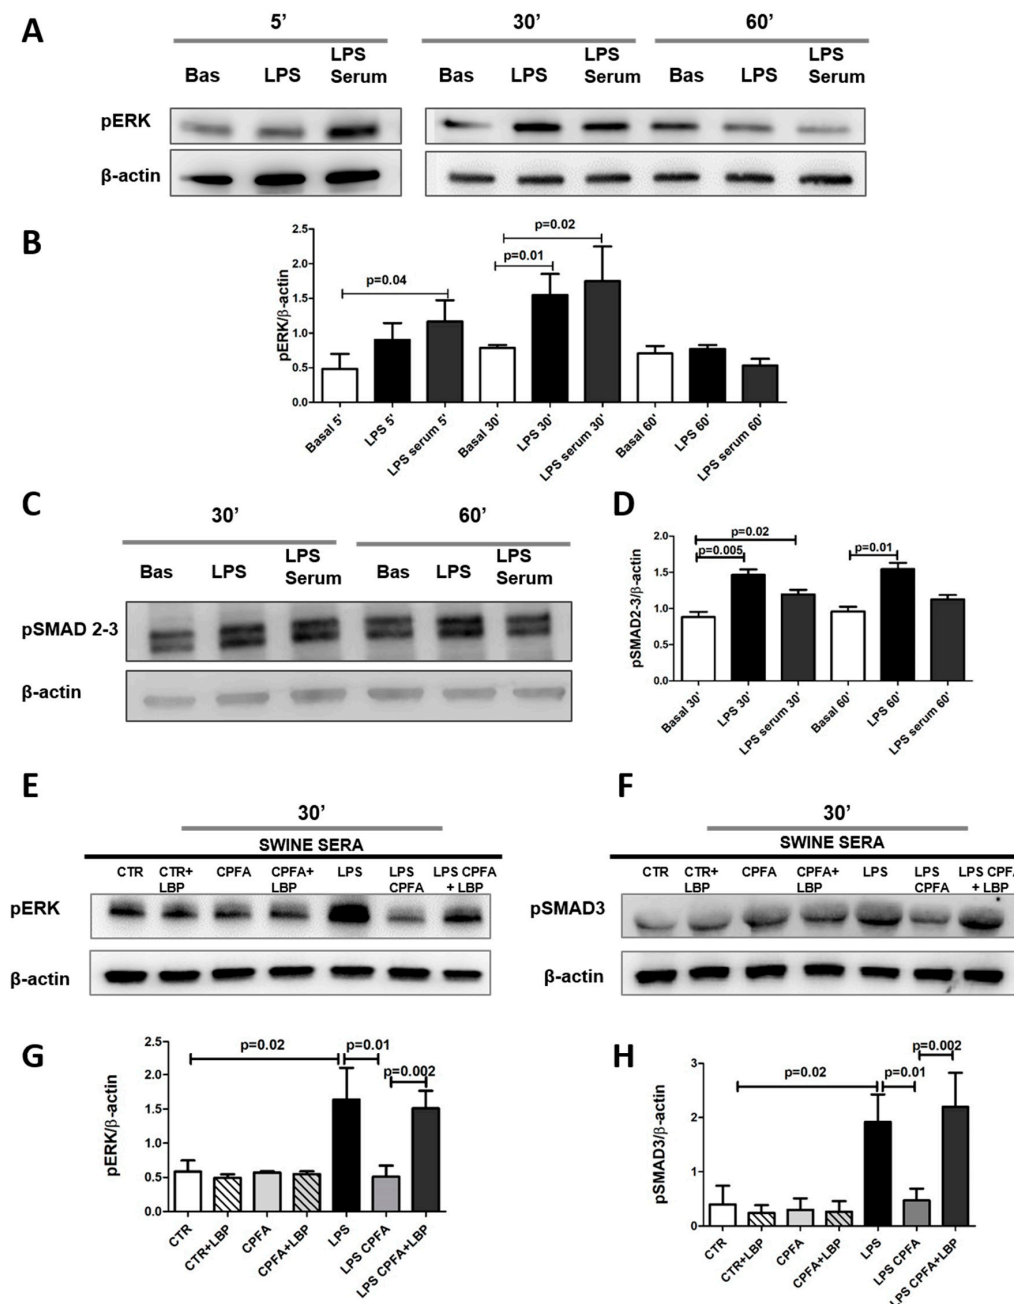 A
5’ 30’ 60’
Bas LPS LPS Serum Bas LPS LPS Serum Bas LPS LPS Serum
pERK
β-actin
B
pERK/β-actin
2.5
2.0
1.5
1.0
0.5
0.0
p=0.04
p=0.01
p=0.02
Basal 5'
LPS 5'
LPS serum 5'
Basal 30'
LPS 30'
LPS serum 30'
Basal 60'
LPS 60'
LPS serum 60'
C
30’ 60’
Bas LPS LPS Serum Bas LPS LPS Serum
pSMAD 2-3
β-actin
D
pSMAD2-3/β-actin
2.0
1.5
1.0
0.5
0.0
p=0.02
p=0.005
p=0.01
Basal 30'
LPS 30'
LPS serum 30'
Basal 60'
LPS 60'
LPS serum 60'
E
30’
SWINE SERA
CTR CTR+ LBP CPFA CPFA+ LBP LPS LPS CPFA LPS CPFA + LBP
pERK
β-actin
F
30’
SWINE SERA
CTR CTR+ LBP CPFA CPFA+ LBP LPS LPS CPFA LPS CPFA + LBP
pSMAD3
β-actin
G
pERK/β-actin
2.5
2.0
1.5
1.0
0.5
0.0
p=0.02
p=0.01
p=0.002
CTR
CTR+LBP
CPFA
CPFA+LBP
LPS
LPS CPFA
LPS CPFA+LBP
H
pSMAD3/β-actin
3
2
1
0
p=0.02
p=0.01
p=0.002
CTR
CTR+LBP
CPFA
CPFA+LBP
LPS
LPS CPFA
LPS CPFA+LBP